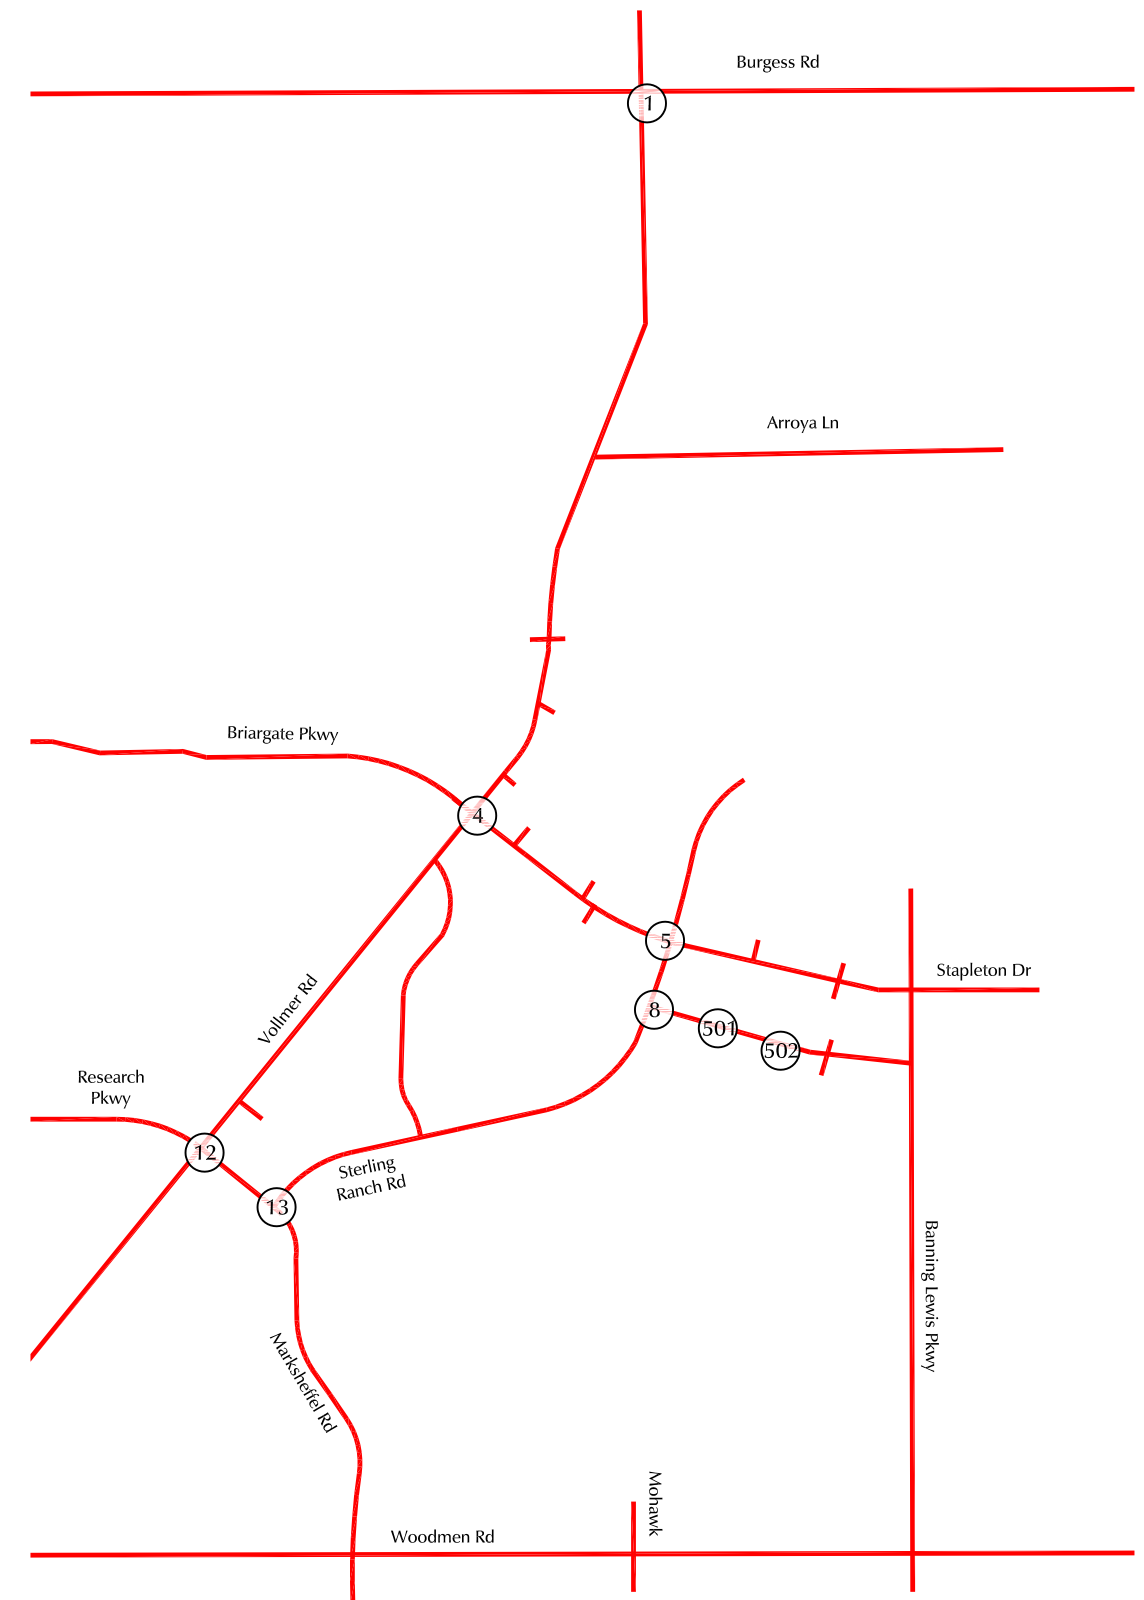 Burgess Rd
1
Arroya Ln
Briargate Pkwy
4
5
Stapleton Dr
Vollmer Rd
8
501
502
Research
Pkwy
12
Sterling
Ranch Rd
13
Banning Lewis Pkwy
Marksheffel Rd
Mohawk
Woodmen Rd